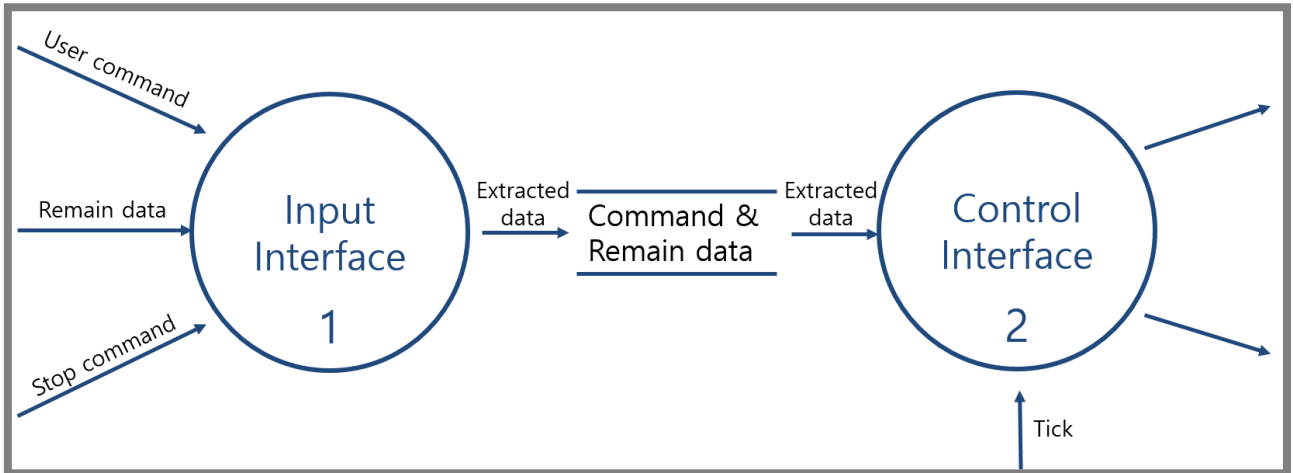 User command
Remain data
Stop command
Input
Interface
1
Extracted
data
Command &
Remain data
Extracted
data
Control
Interface
2
Tick